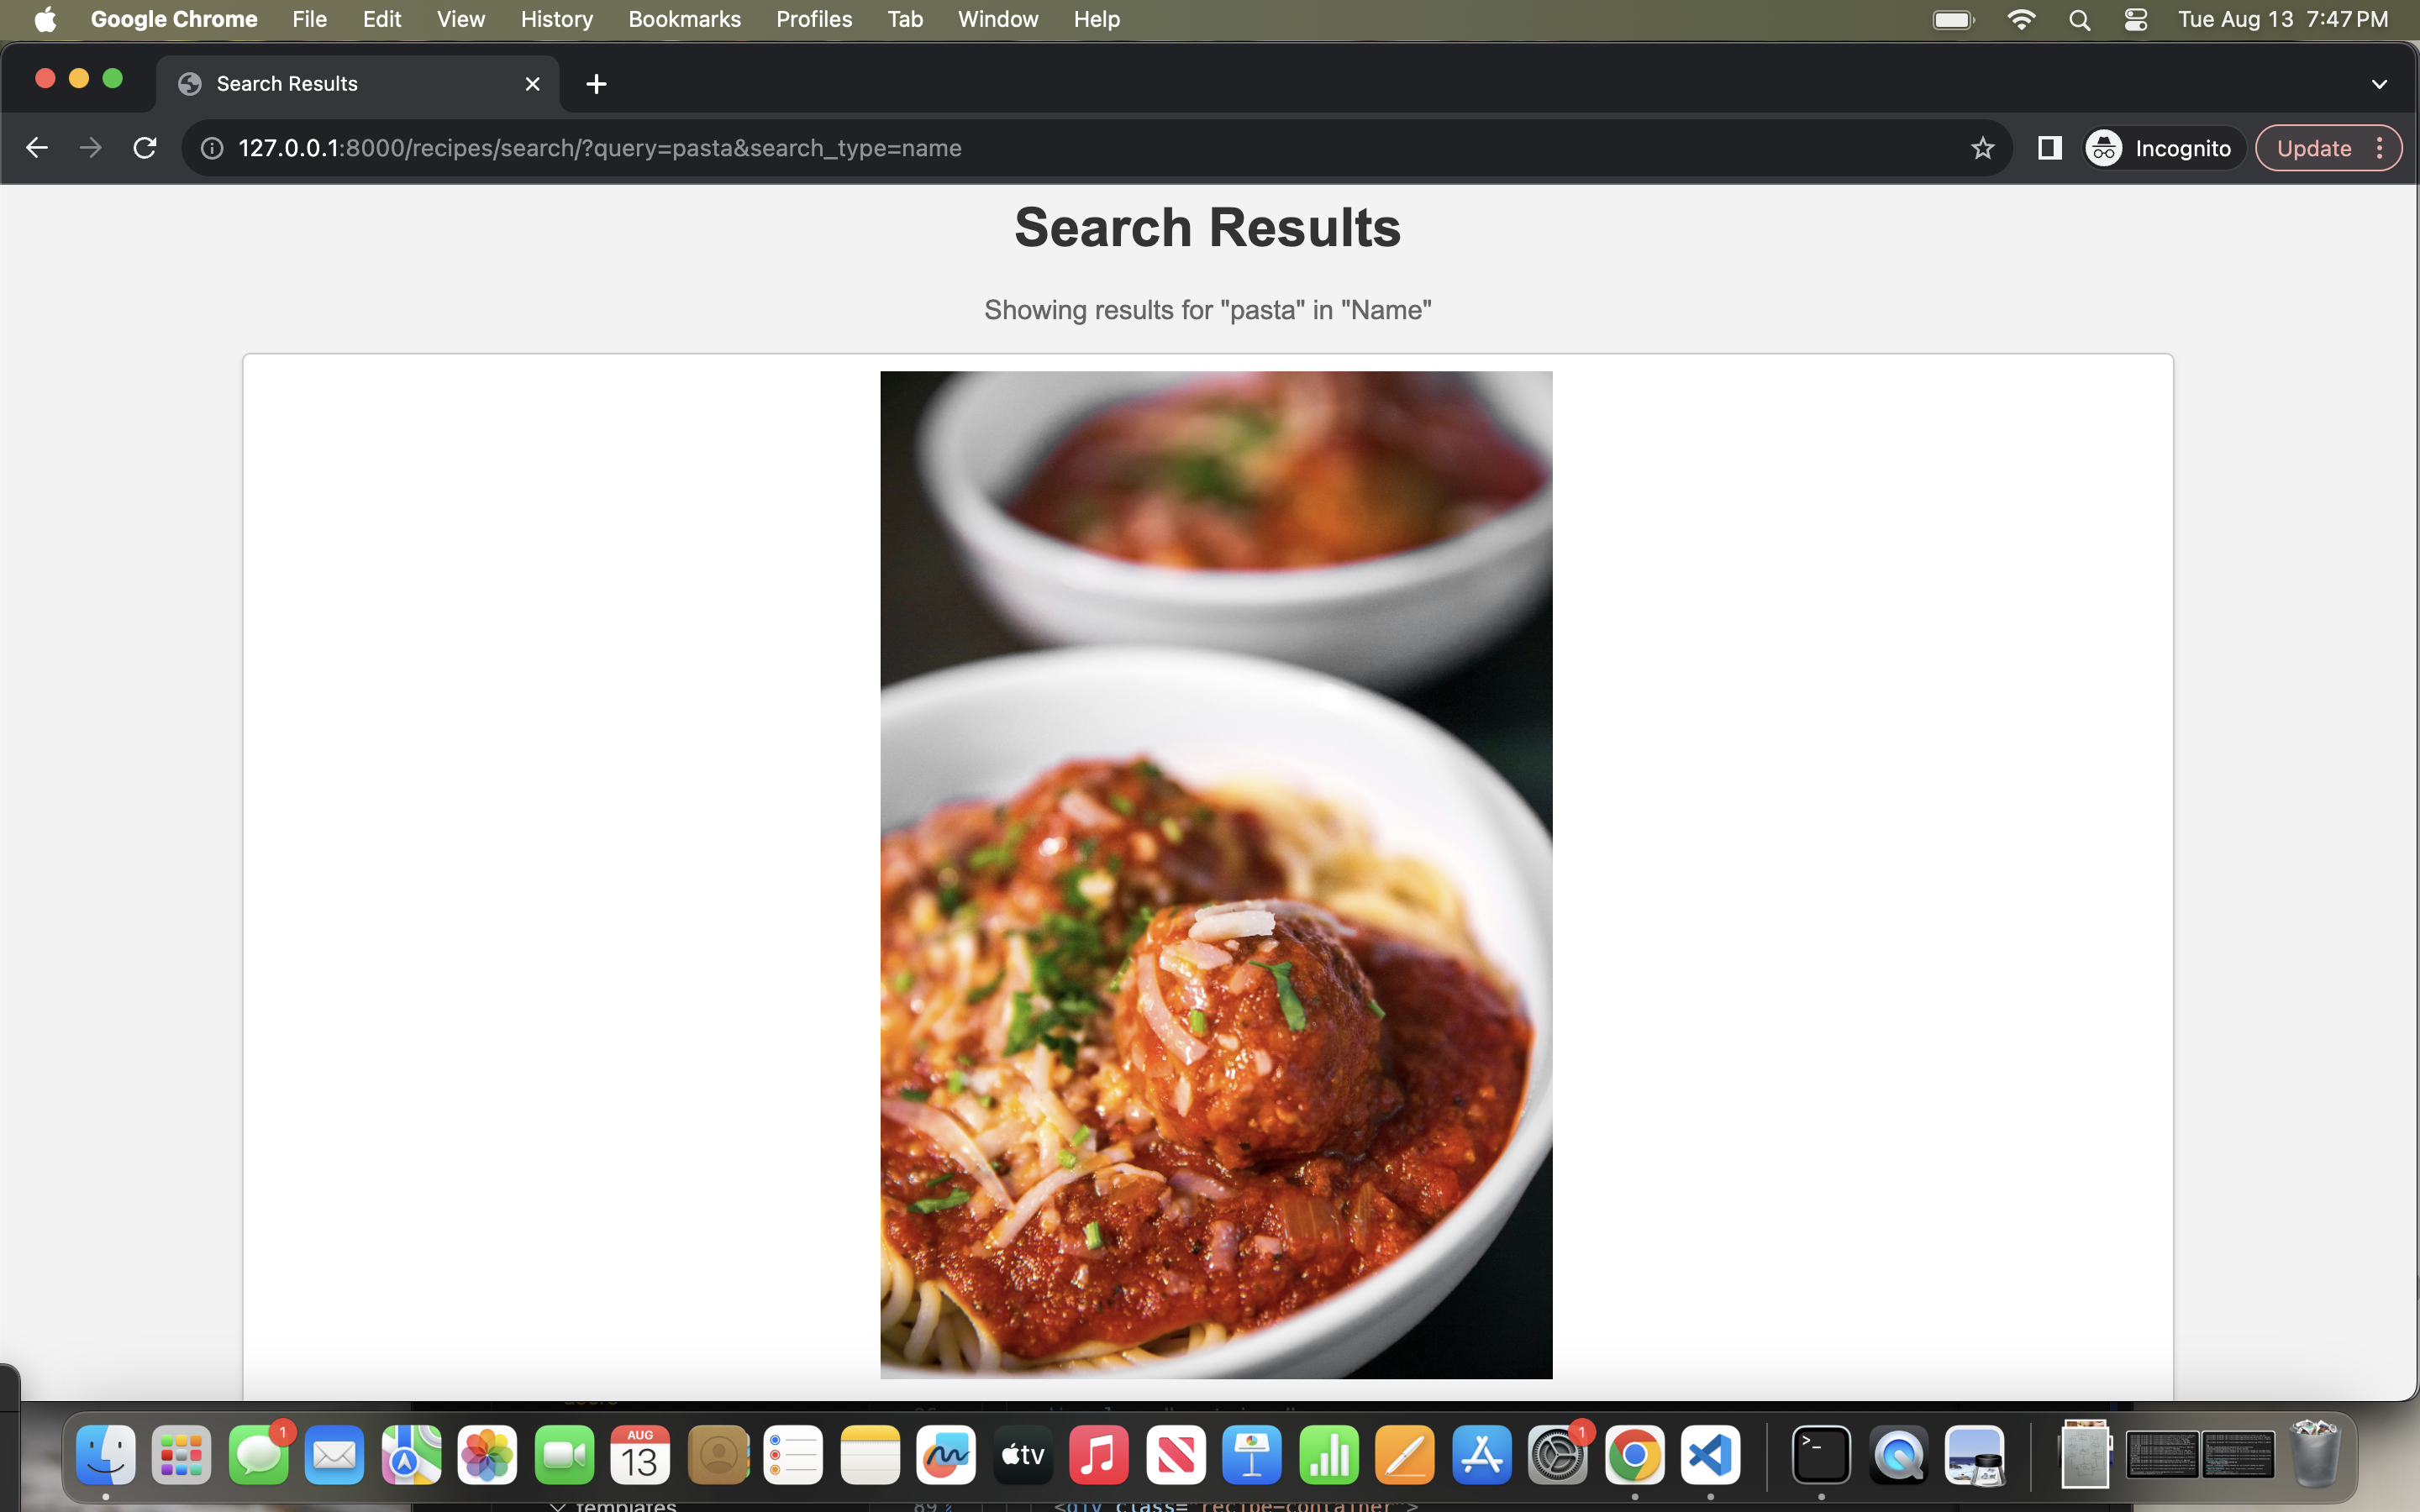 Google Chrome File Edit View History Bookmarks Profiles Tab Window Help Tue Aug 13 7:47 PM
Search Results
127.0.0.1:8000/recipes/search/?query=pasta&search_type=name Incognito Update
Search Results
Showing results for "pasta" in "Name"
1 AUG 13 tv 1 >_
templates 89 <div class="recipe-container">